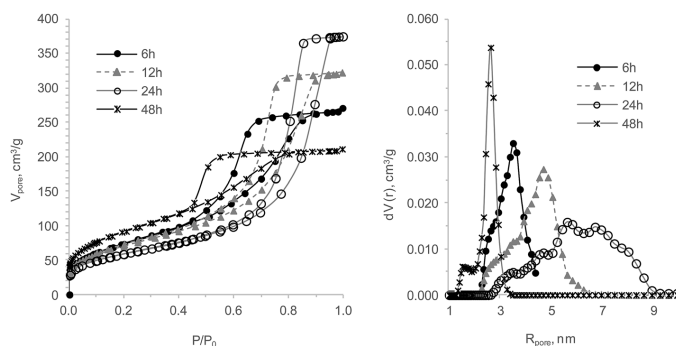 400
350
300
250
200
150
100
50
0
0.0 0.2 0.4 0.6 0.8 1.0
V pore, cm³/g
P/P₀
6h
12h
24h
48h
0.060
0.050
0.040
0.030
0.020
0.010
0.000
1 3 5 7 9
dV (r), cm³/g
R pore, nm
6h
12h
24h
48h